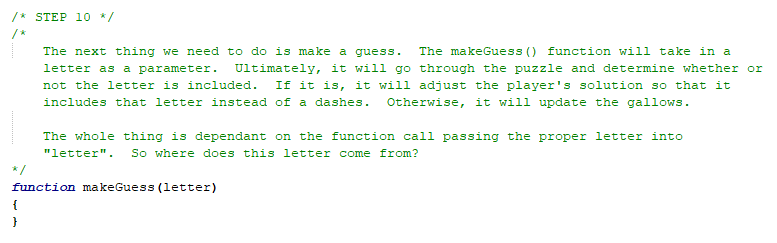 /* STEP 10 */
/*
The next thing we need to do is make a guess.  The makeGuess() function will take in a
letter as a parameter.  Ultimately, it will go through the puzzle and determine whether or
not the letter is included.  If it is, it will adjust the player's solution so that it
includes that letter instead of a dashes.  Otherwise, it will update the gallows.
The whole thing is dependant on the function call passing the proper letter into
"letter".  So where does this letter come from?
*/
function makeGuess(letter)
{
}